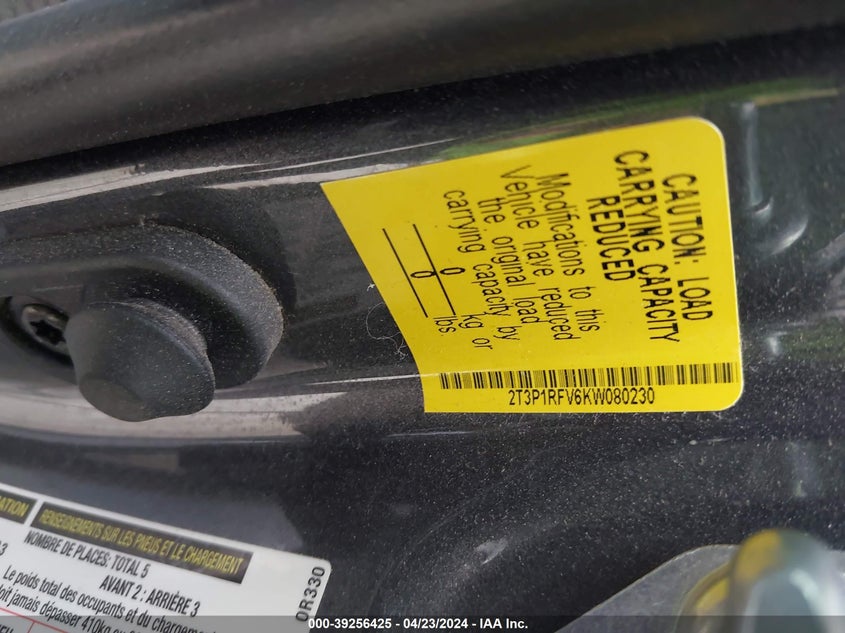 CAUTION: LOAD
CARRYING CAPACITY
REDUCED
Modifications to this
Vehicle have reduced
the original load
carrying capacity by
0 kg or
0 lbs
2T3P1RFV6KW080230
RENSEIGNEMENTS SUR LES PNEUS ET LE CHARGEMENT
NOMBRE DE PLACES: TOTAL 5
AVANT 2 : ARRIÈRE 3
Le poids total des occupants et du chargement
jamais dépasser 410kg
0R330
000-39256425 - 04/23/2024 - IAA Inc.